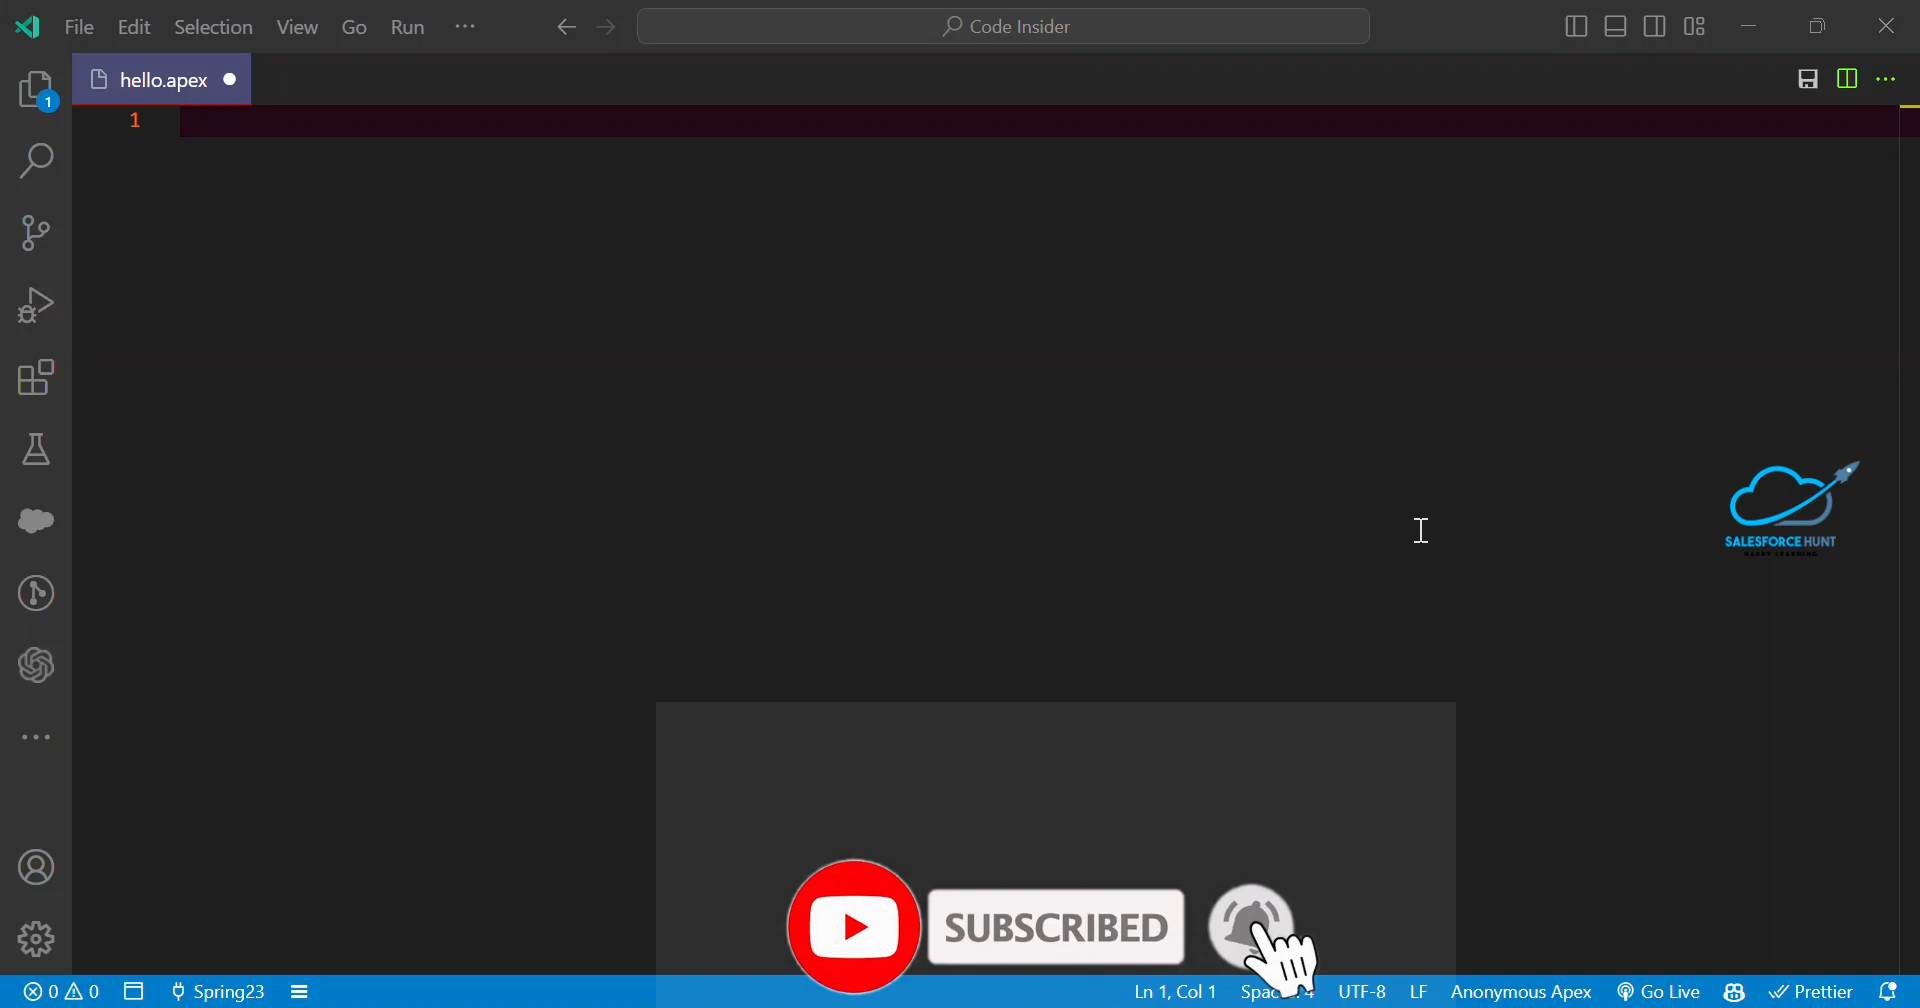 File Edit Selection View Go Run ···
Code Insider
hello.apex
1
1
SALESFORCE HUNT
SUBSCRIBED
0 0 Spring23
Ln 1, Col 1 UTF-8 LF Anonymous Apex Go Live Prettier